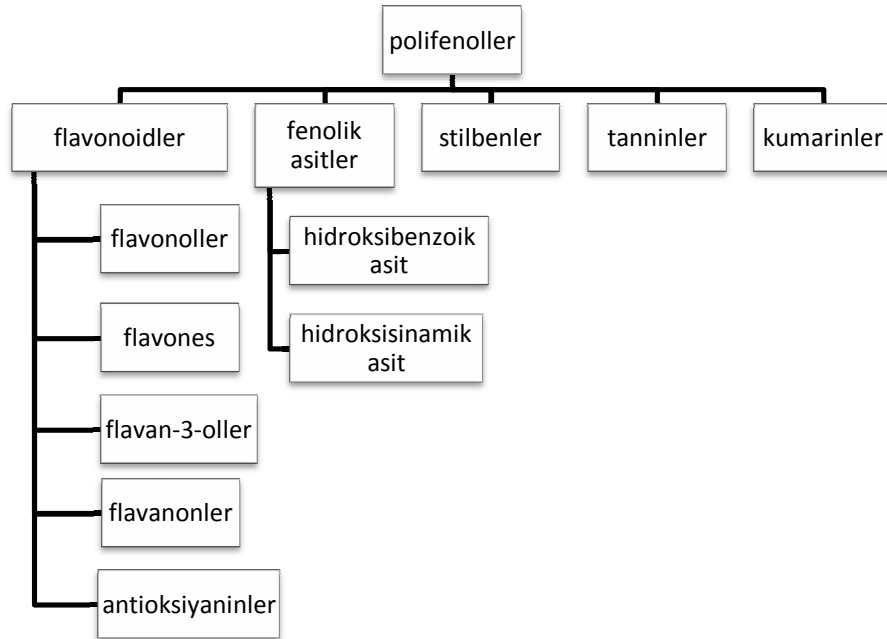 polifenoller
flavonoidler
fenolik
asitler
stilbenler
tanninler
kumarinler
flavonoller
flavones
flavan-3-oller
flavanonler
antioksiyaninler
hidroksibenzoik
asit
hidroksisinamik
asit